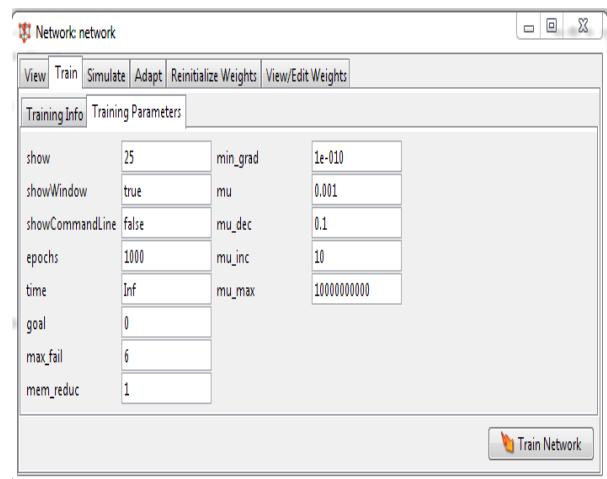 Network: network
View Train Simulate Adapt Reinitialize Weights View/Edit Weights
Training Info Training Parameters
show 25 min_grad 1e-010
showWindow true mu 0.001
showCommandLine false mu_dec 0.1
epochs 1000 mu_inc 10
time Inf mu_max 10000000000
goal 0
max_fail 6
mem_reduc 1
Train Network